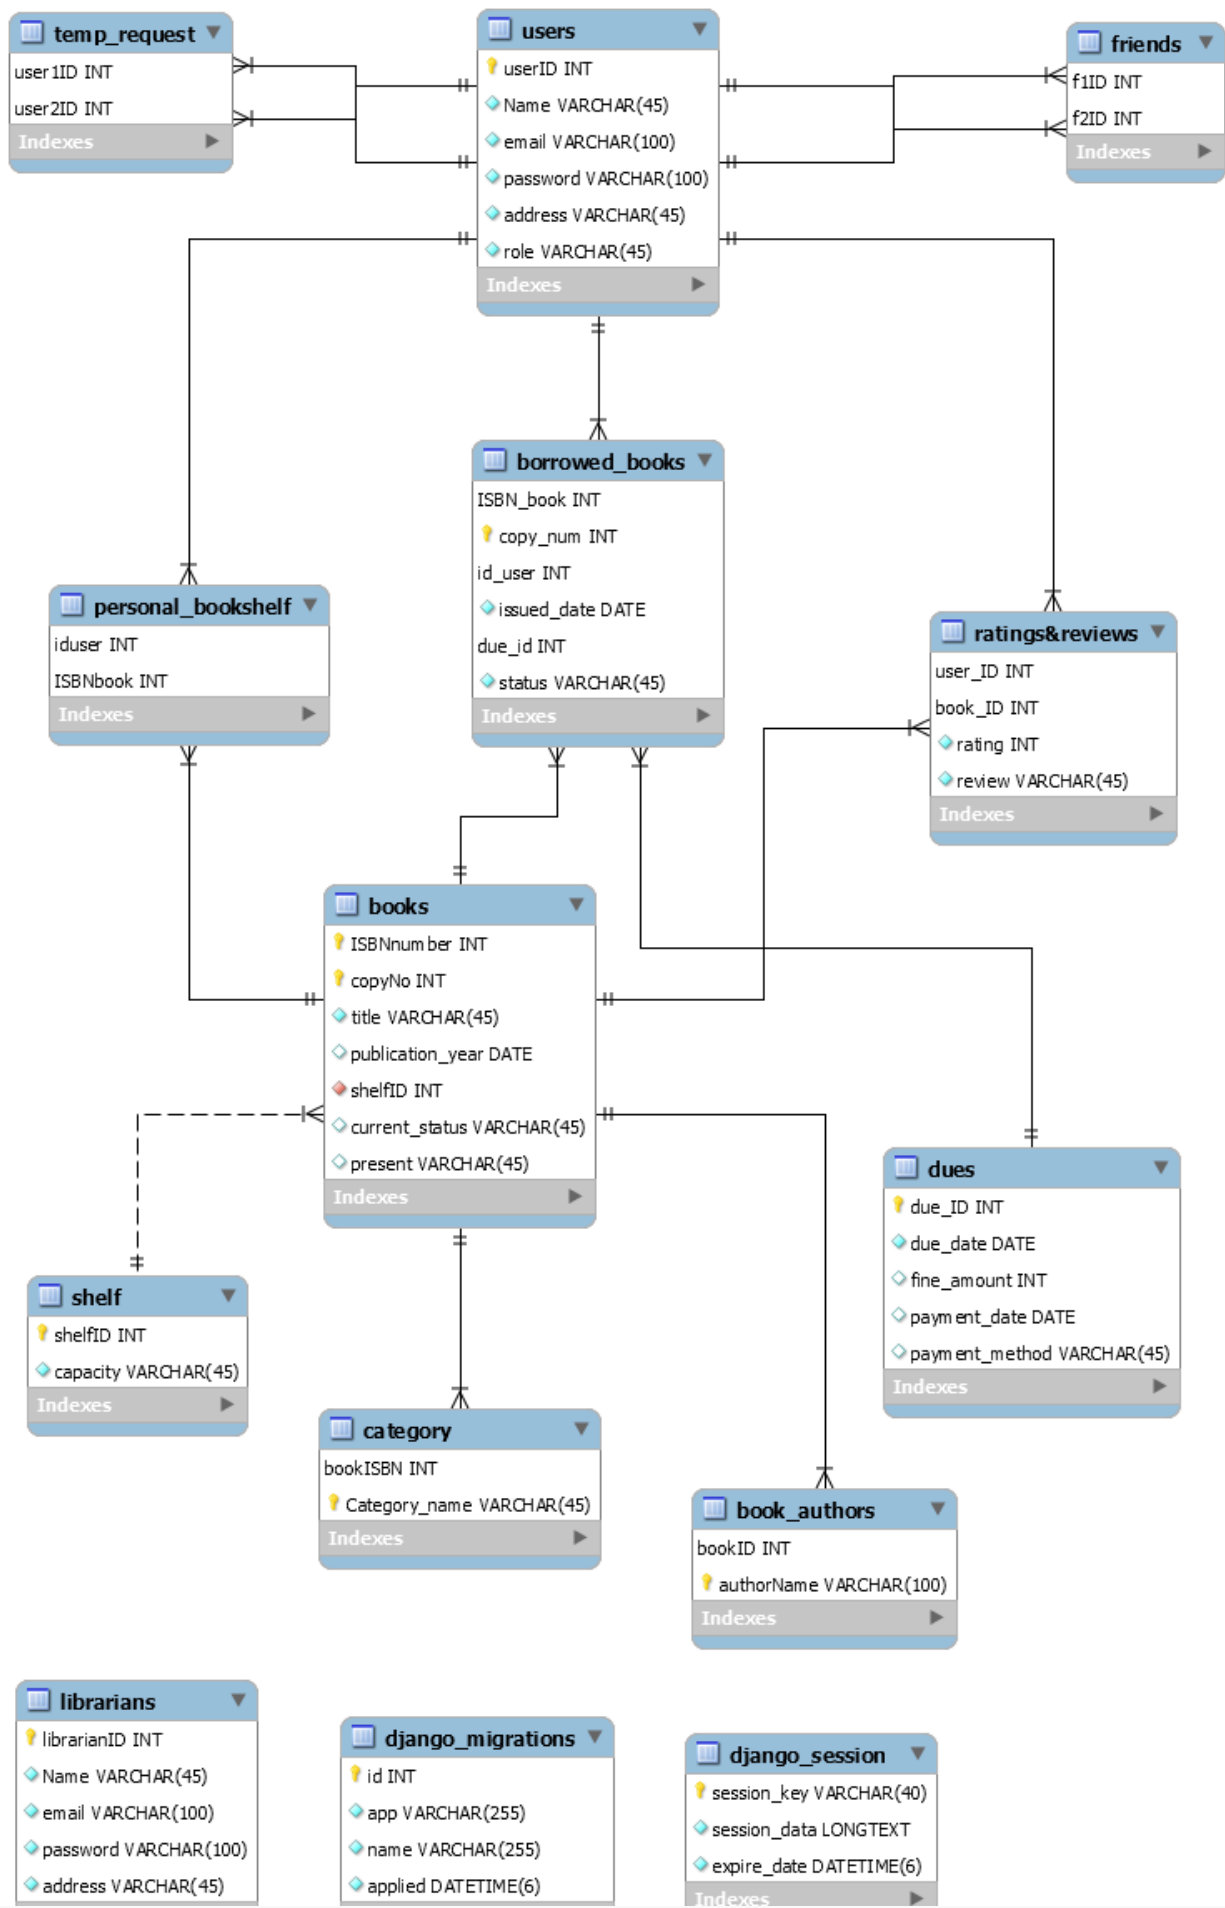 temp_request
user1ID INT
user2ID INT
Indexes
users
userID INT
Name VARCHAR(45)
email VARCHAR(100)
password VARCHAR(100)
address VARCHAR(45)
role VARCHAR(45)
Indexes
friends
f1ID INT
f2ID INT
Indexes
borrowed_books
ISBN_book INT
copy_num INT
id_user INT
issued_date DATE
due_id INT
status VARCHAR(45)
Indexes
personal_bookshelf
iduser INT
ISBNbook INT
Indexes
ratings&reviews
user_ID INT
book_ID INT
rating INT
review VARCHAR(45)
Indexes
books
ISBNnumber INT
copyNo INT
title VARCHAR(45)
publication_year DATE
shelfID INT
current_status VARCHAR(45)
present VARCHAR(45)
Indexes
dues
due_ID INT
due_date DATE
fine_amount INT
payment_date DATE
payment_method VARCHAR(45)
Indexes
shelf
shelfID INT
capacity VARCHAR(45)
Indexes
category
bookISBN INT
Category_name VARCHAR(45)
Indexes
book_authors
bookID INT
authorName VARCHAR(100)
Indexes
librarians
librarianID INT
Name VARCHAR(45)
email VARCHAR(100)
password VARCHAR(100)
address VARCHAR(45)
django_migrations
id INT
app VARCHAR(255)
name VARCHAR(255)
applied DATETIME(6)
django_session
session_key VARCHAR(40)
session_data LONGTEXT
expire_date DATETIME(6)
Indexes